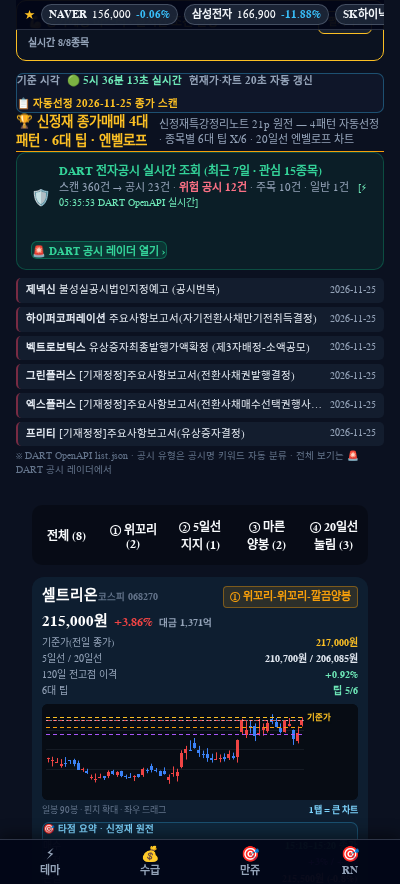 ★ NAVER 156,000 -0.06% 삼성전자 166,900 -11.88%
실시간 8/8종목
기준 시각 🟢 5시 36분 13초 실시간 현재가·차트 20초 자동 갱신
📋 자동선정 2026-11-25 종가 스캔
🏆 신정재 종가매매 4대
패턴 · 6대 팁 · 엔벨로프
신정재특강정리노트 21p 원전 — 4패턴 자동선정
· 종목별 6대 팁 X/6 · 20일선 엔벨로프 차트
DART 전자공시 실시간 조회 (최근 7일 · 관심 15종목)
스캔 360건 → 공시 23건 · 위험 공시 12건 · 주목 10건 · 일반 1건 [⚡
05:35:53 DART OpenAPI 실시간]
🚨 DART 공시 레이더 열기 ›
제넥신 불성실공시법인지정예고 (공시번복) 2026-11-25
하이퍼코퍼레이션 주요사항보고서(자기전환사채만기전취득결정) 2026-11-25
벡트로보틱스 유상증자최종발행가액확정 (제3자배정-소액공모) 2026-11-25
그린플러스 [기재정정]주요사항보고서(전환사채권발행결정) 2026-11-25
엑스플러스 [기재정정]주요사항보고서(전환사채매수선택권행사… 2026-11-25
프리티 [기재정정]주요사항보고서(유상증자결정) 2026-11-25
※ DART OpenAPI list.json · 공시 유형은 공시명 키워드 자동 분류 · 전체 보기는 🚨
DART 공시 레이더에서
전체 (8)
① 위꼬리
(2)
② 5일선
지지 (1)
③ 마른
양봉 (2)
④ 20일선
눌림 (3)
셀트리온 코스피 068270
① 위꼬리-위꼬리-깔끔양봉
215,000원 +3.86% 대금 1,371억
기준가(전일 종가) 217,000원
5일선 / 20일선 210,700원 / 206,085원
120일 전고점 이격 +0.92%
6대 팁 팁 5/6
기준가
일봉 90봉 · 핀치 확대 · 좌우 드래그 1탭 = 큰 차트
🎯 타점 요약 · 신정재 원전
⚡ 테마
💰 수급
🎯 만쥬
🎯 RN